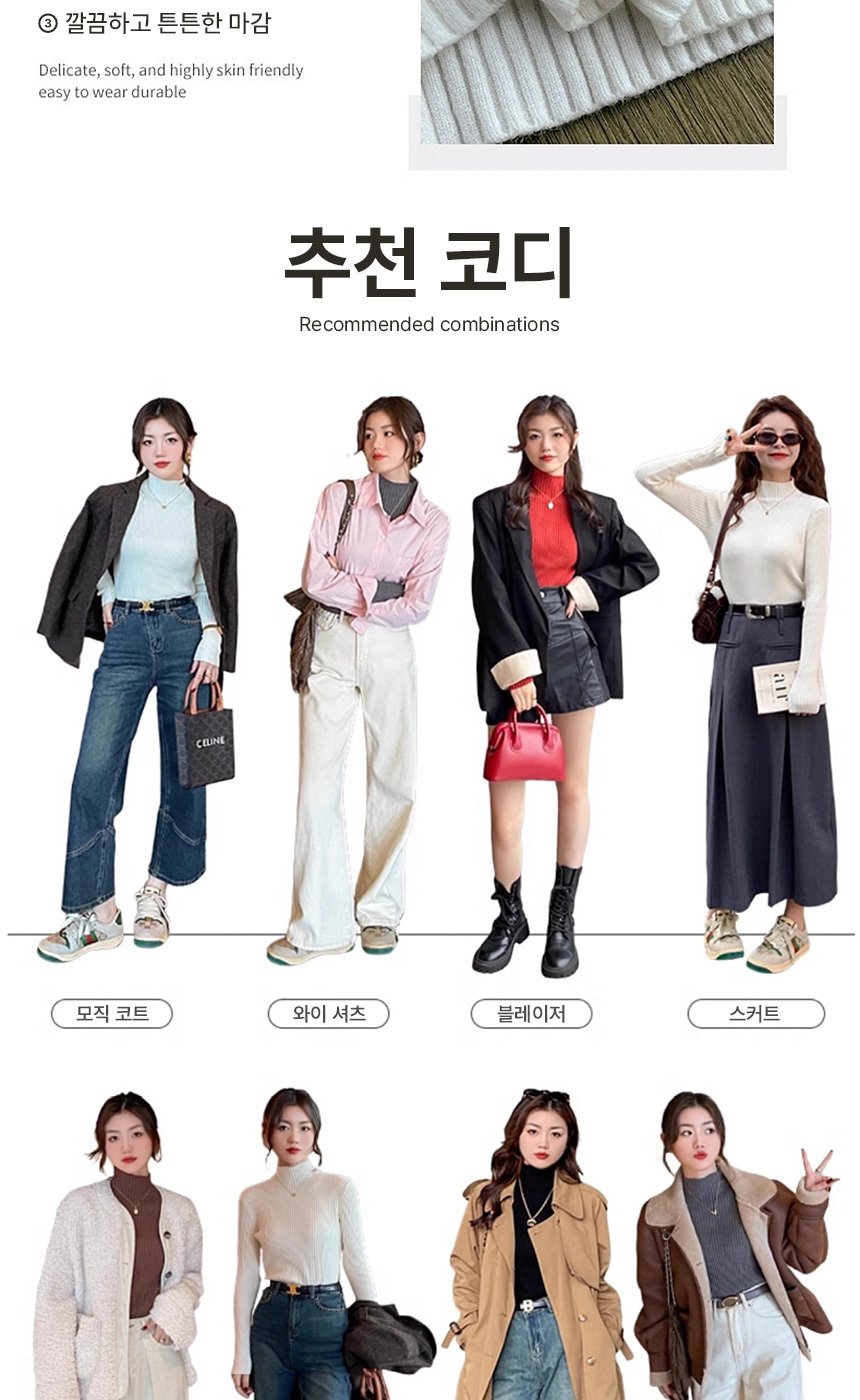 ③ 깔끔하고 튼튼한 마감
Delicate, soft, and highly skin friendly
easy to wear durable
추천 코디
Recommended combinations
CELINE
모직 코트
와이 셔츠
블레이저
스커트